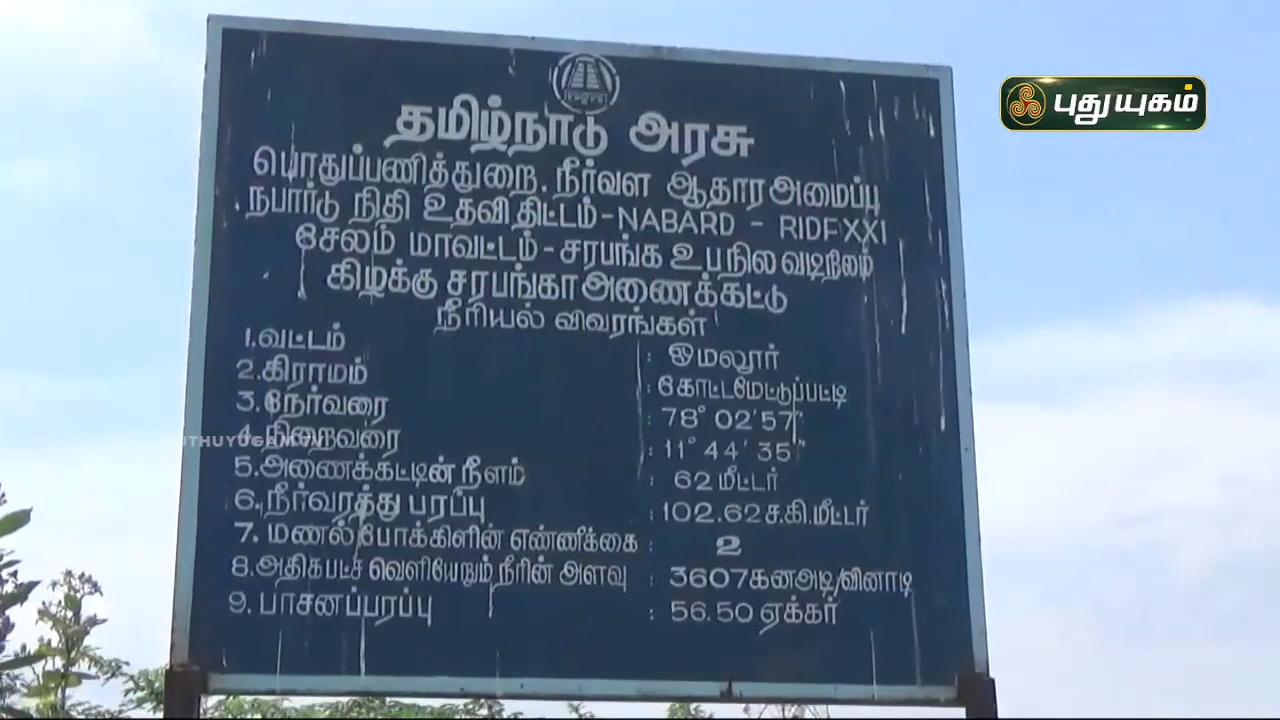 புதுயுகம்
தமிழ்நாடு அரசு
பொதுப்பணித்துறை. நீர்வள ஆதார அமைப்பு
நபார்டு நிதி உதவி திட்டம் - NABARD - RIDF XXI
சேலம் மாவட்டம் - சரபங்க உபநில வடிநிலம்
கிழக்கு சரபங்கா அணைக்கட்டு
நீரியல் விவரங்கள்
1. வட்டம் : ஓமலூர்
2. கிராமம் : கோட்டமேட்டுப்பட்டி
3. நேர்வரை : 78° 02' 57"
4. நிறைவரை : 11° 44' 35"
5. அணைக்கட்டின் நீளம் : 62 மீட்டர்
6. நீர்வரத்து பரப்பு : 102.62 ச.கி.மீட்டர்
7. மணல் போக்கிளின் எண்ணிக்கை : 2
8. அதிகபட்ச வெளியேறும் நீரின் அளவு : 3607 கனஅடி/வினாடி
9. பாசனப்பரப்பு : 56.50 ஏக்கர்